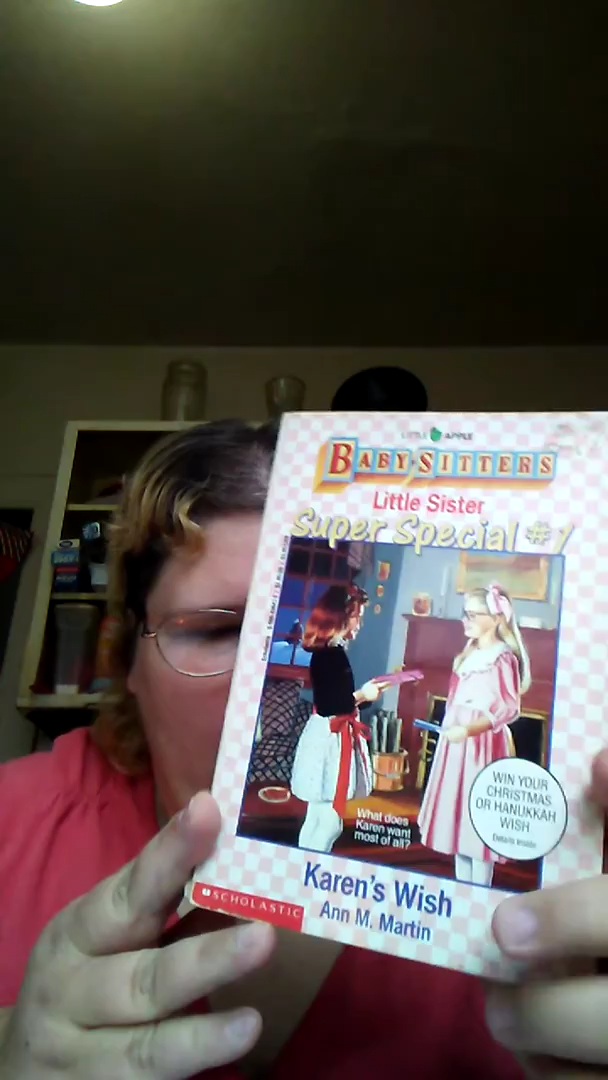 LITTLE APPLE
BABY-SITTERS
Little Sister
Super Special #1
WIN YOUR
CHRISTMAS
OR HANUKKAH
WISH
Details Inside
What does
Karen want
most of all?
Karen's Wish
Ann M. Martin
SCHOLASTIC